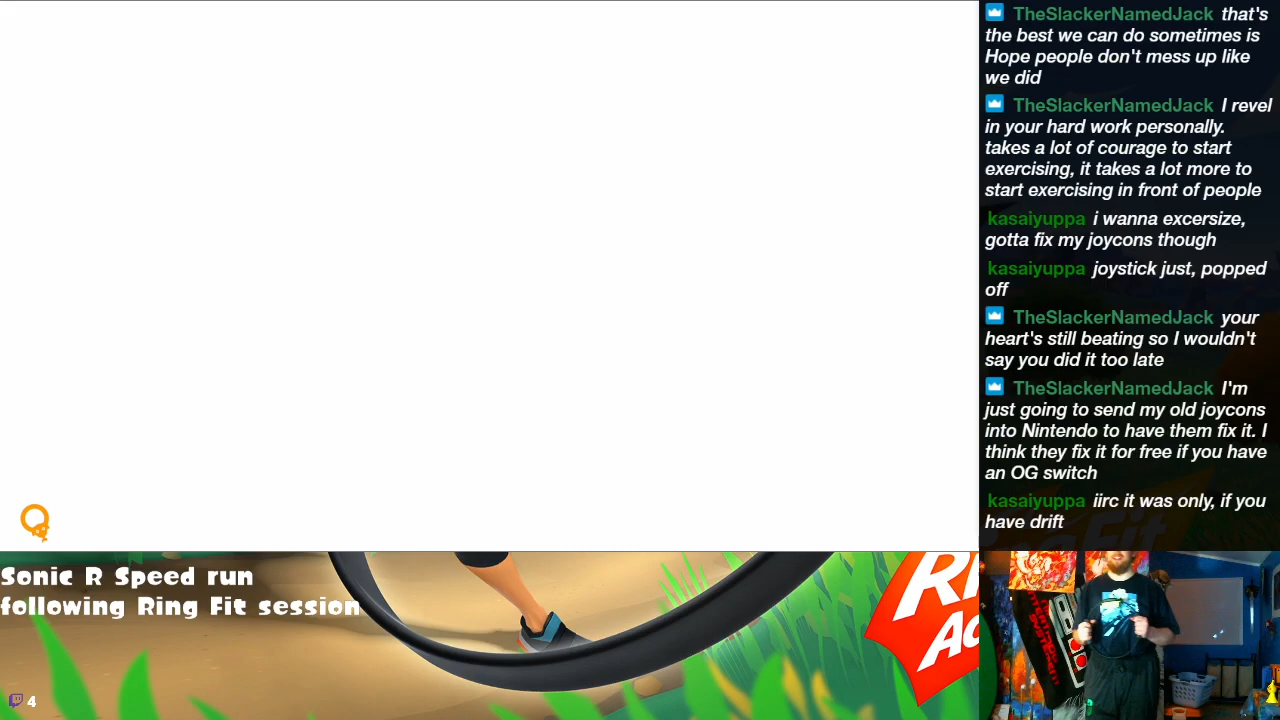 TheSlackerNamedJack that's
the best we can do sometimes is
Hope people don't mess up like
we did
TheSlackerNamedJack I revel
in your hard work personally.
takes a lot of courage to start
exercising, it takes a lot more to
start exercising in front of people
kasaiyuppa i wanna excersize,
gotta fix my joycons though
kasaiyuppa joystick just, popped
off
TheSlackerNamedJack your
heart's still beating so I wouldn't
say you did it too late
TheSlackerNamedJack I'm
just going to send my old joycons
into Nintendo to have them fix it. I
think they fix it for free if you have
an OG switch
kasaiyuppa iirc it was only, if you
have drift
Sonic R Speed run
following Ring Fit session
4